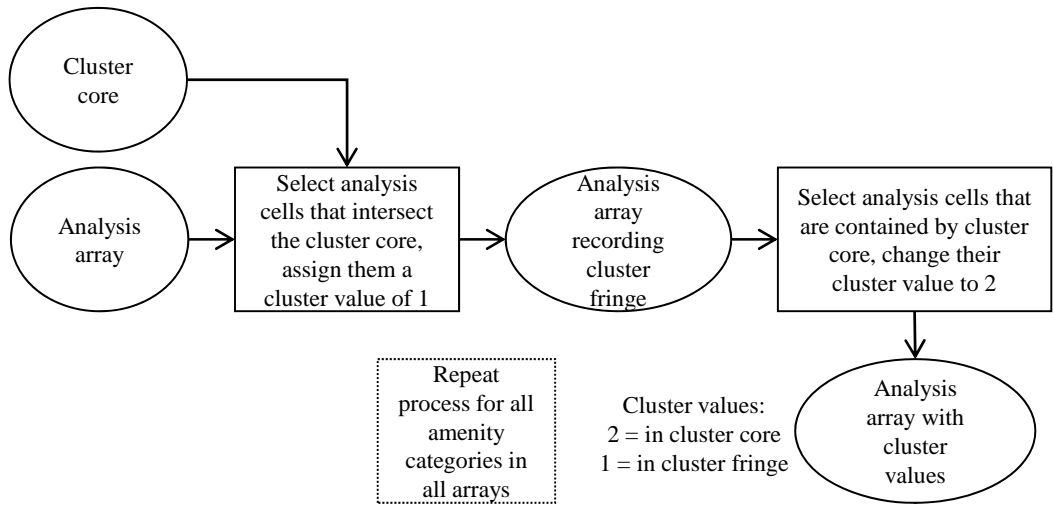 Cluster
core
Analysis
array
Select analysis
cells that intersect
the cluster core,
assign them a
cluster value of 1
Analysis
array
recording
cluster
fringe
Select analysis cells that
are contained by cluster
core, change their
cluster value to 2
Repeat
process for all
amenity
categories in
all arrays
Cluster values:
2 = in cluster core
1 = in cluster fringe
Analysis
array with
cluster
values